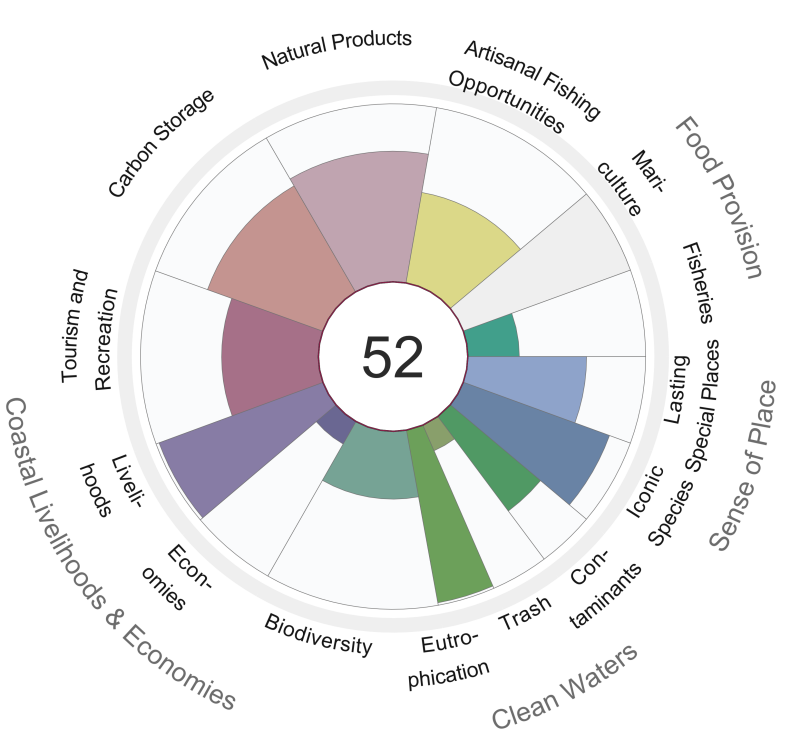 Natural Products
Artisanal Fishing
Opportunities
Mari-
culture
Food Provision
Fisheries
Lasting
Special Places
Sense of Place
Iconic
Species
Con-
taminants
Clean Waters
Trash
Eutro-
phication
Biodiversity
Econ-
omies
Liveli-
hoods
Coastal Livelihoods & Economies
Tourism and
Recreation
Carbon Storage
52